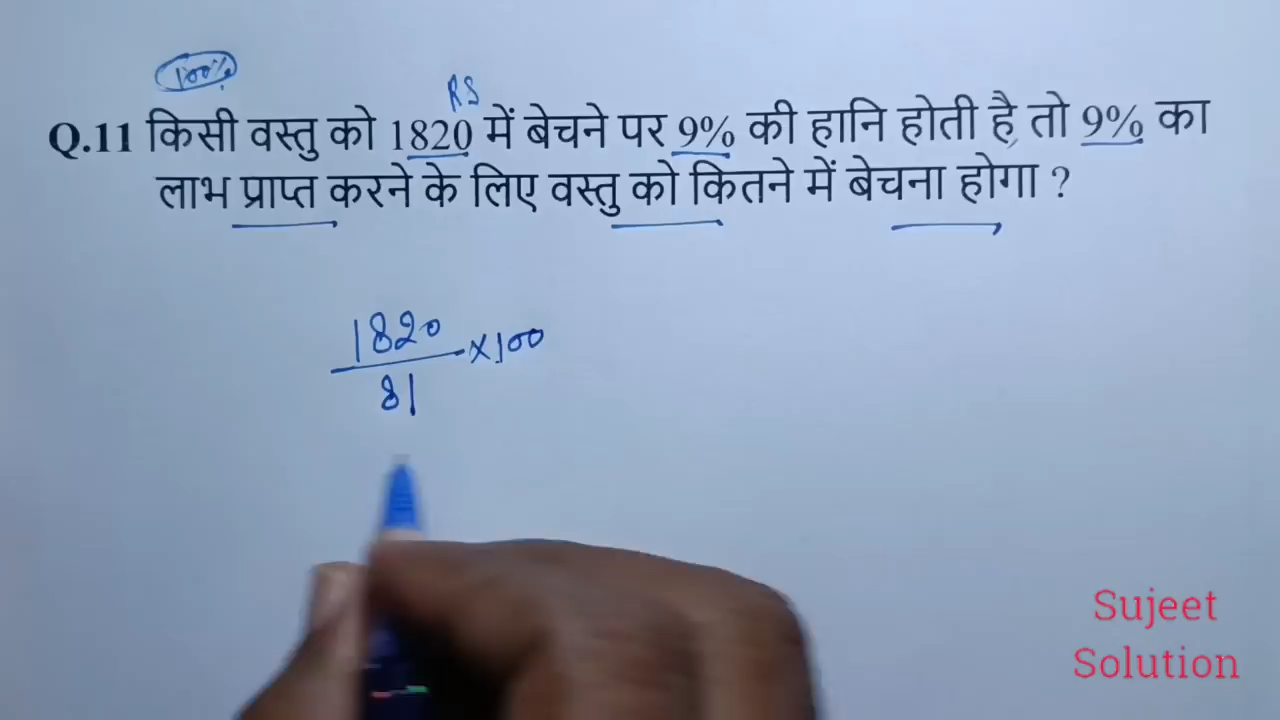 100%
RS
Q.11 किसी वस्तु को 1820 में बेचने पर 9% की हानि होती है, तो 9% का
लाभ प्राप्त करने के लिए वस्तु को कितने में बेचना होगा ?
1820
×100
81
Sujeet
Solution